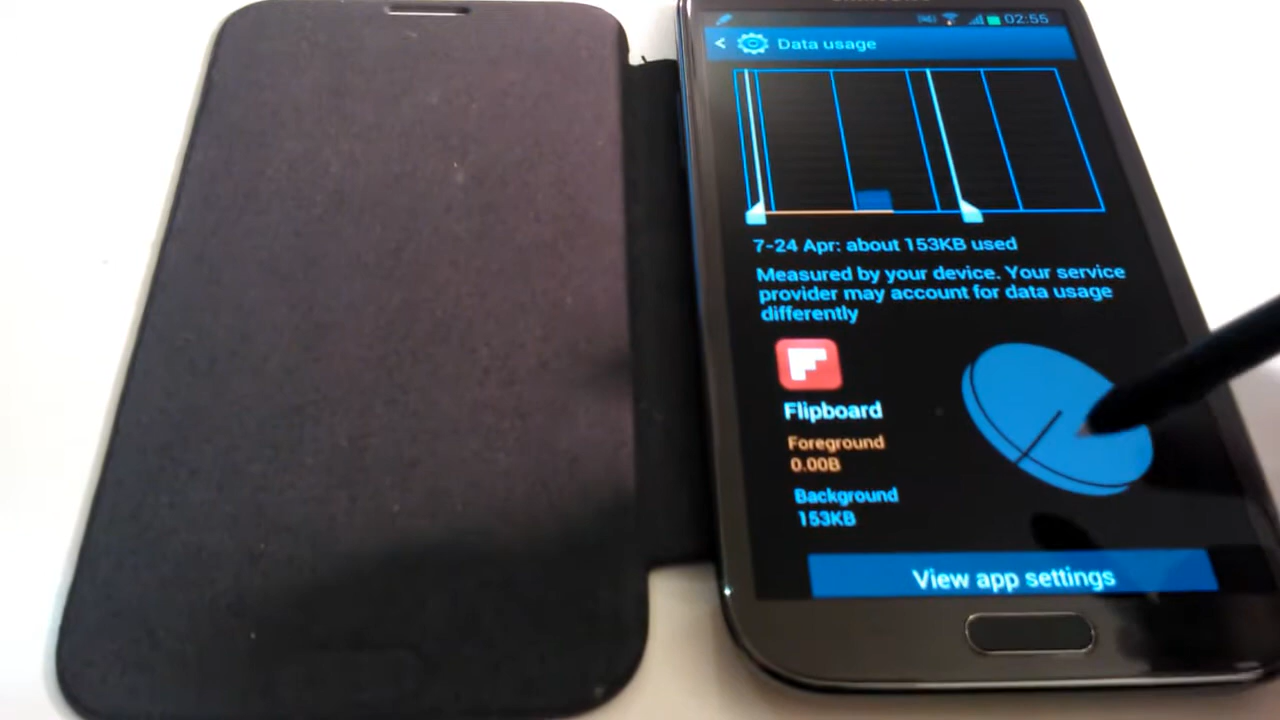 02:55
Data usage
7-24 Apr: about 153KB used
Measured by your device. Your service
provider may account for data usage
differently
Flipboard
Foreground
0.00B
Background
153KB
View app settings